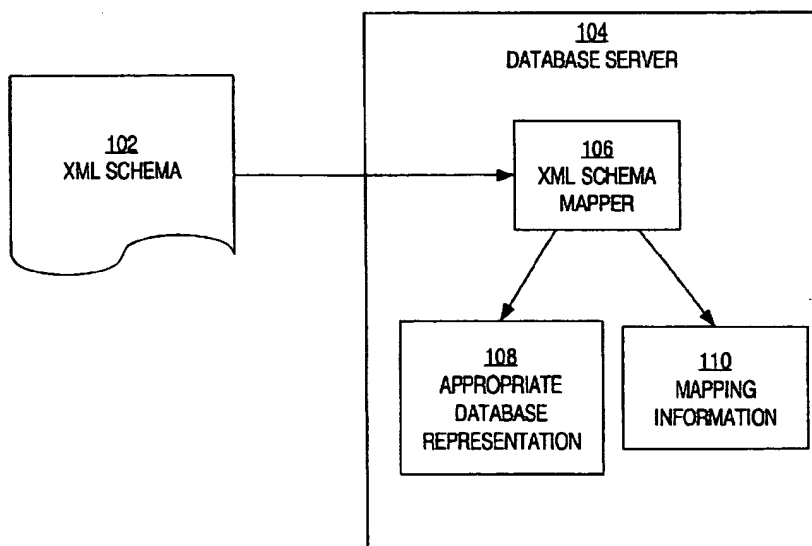 104
DATABASE SERVER
102
XML SCHEMA
106
XML SCHEMA
MAPPER
108
APPROPRIATE
DATABASE
REPRESENTATION
110
MAPPING
INFORMATION